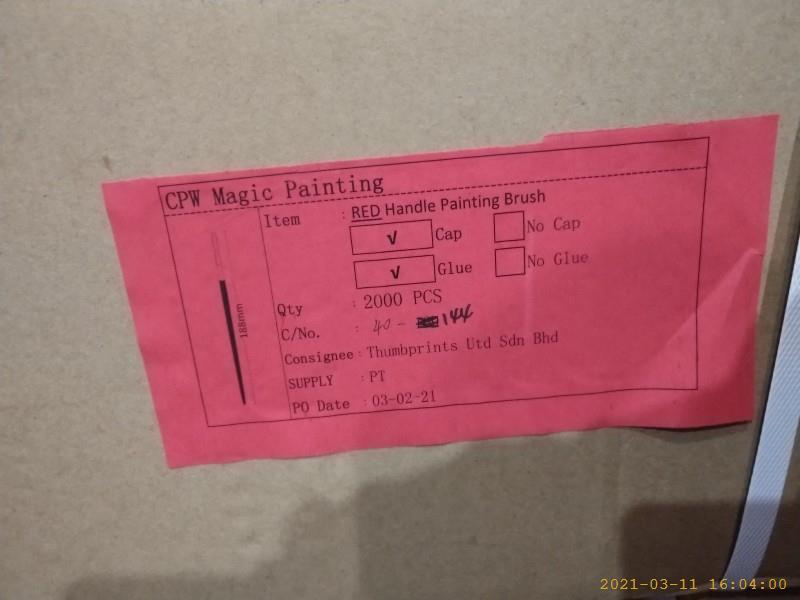 CPW Magic Painting
Item : RED Handle Painting Brush
√ Cap No Cap
√ Glue No Glue
188mm
Qty : 2000 PCS
C/No. : 40 - 144
Consignee : Thumbprints Utd Sdn Bhd
SUPPLY : PT
PO Date : 03-02-21
2021-03-11 16:04:00